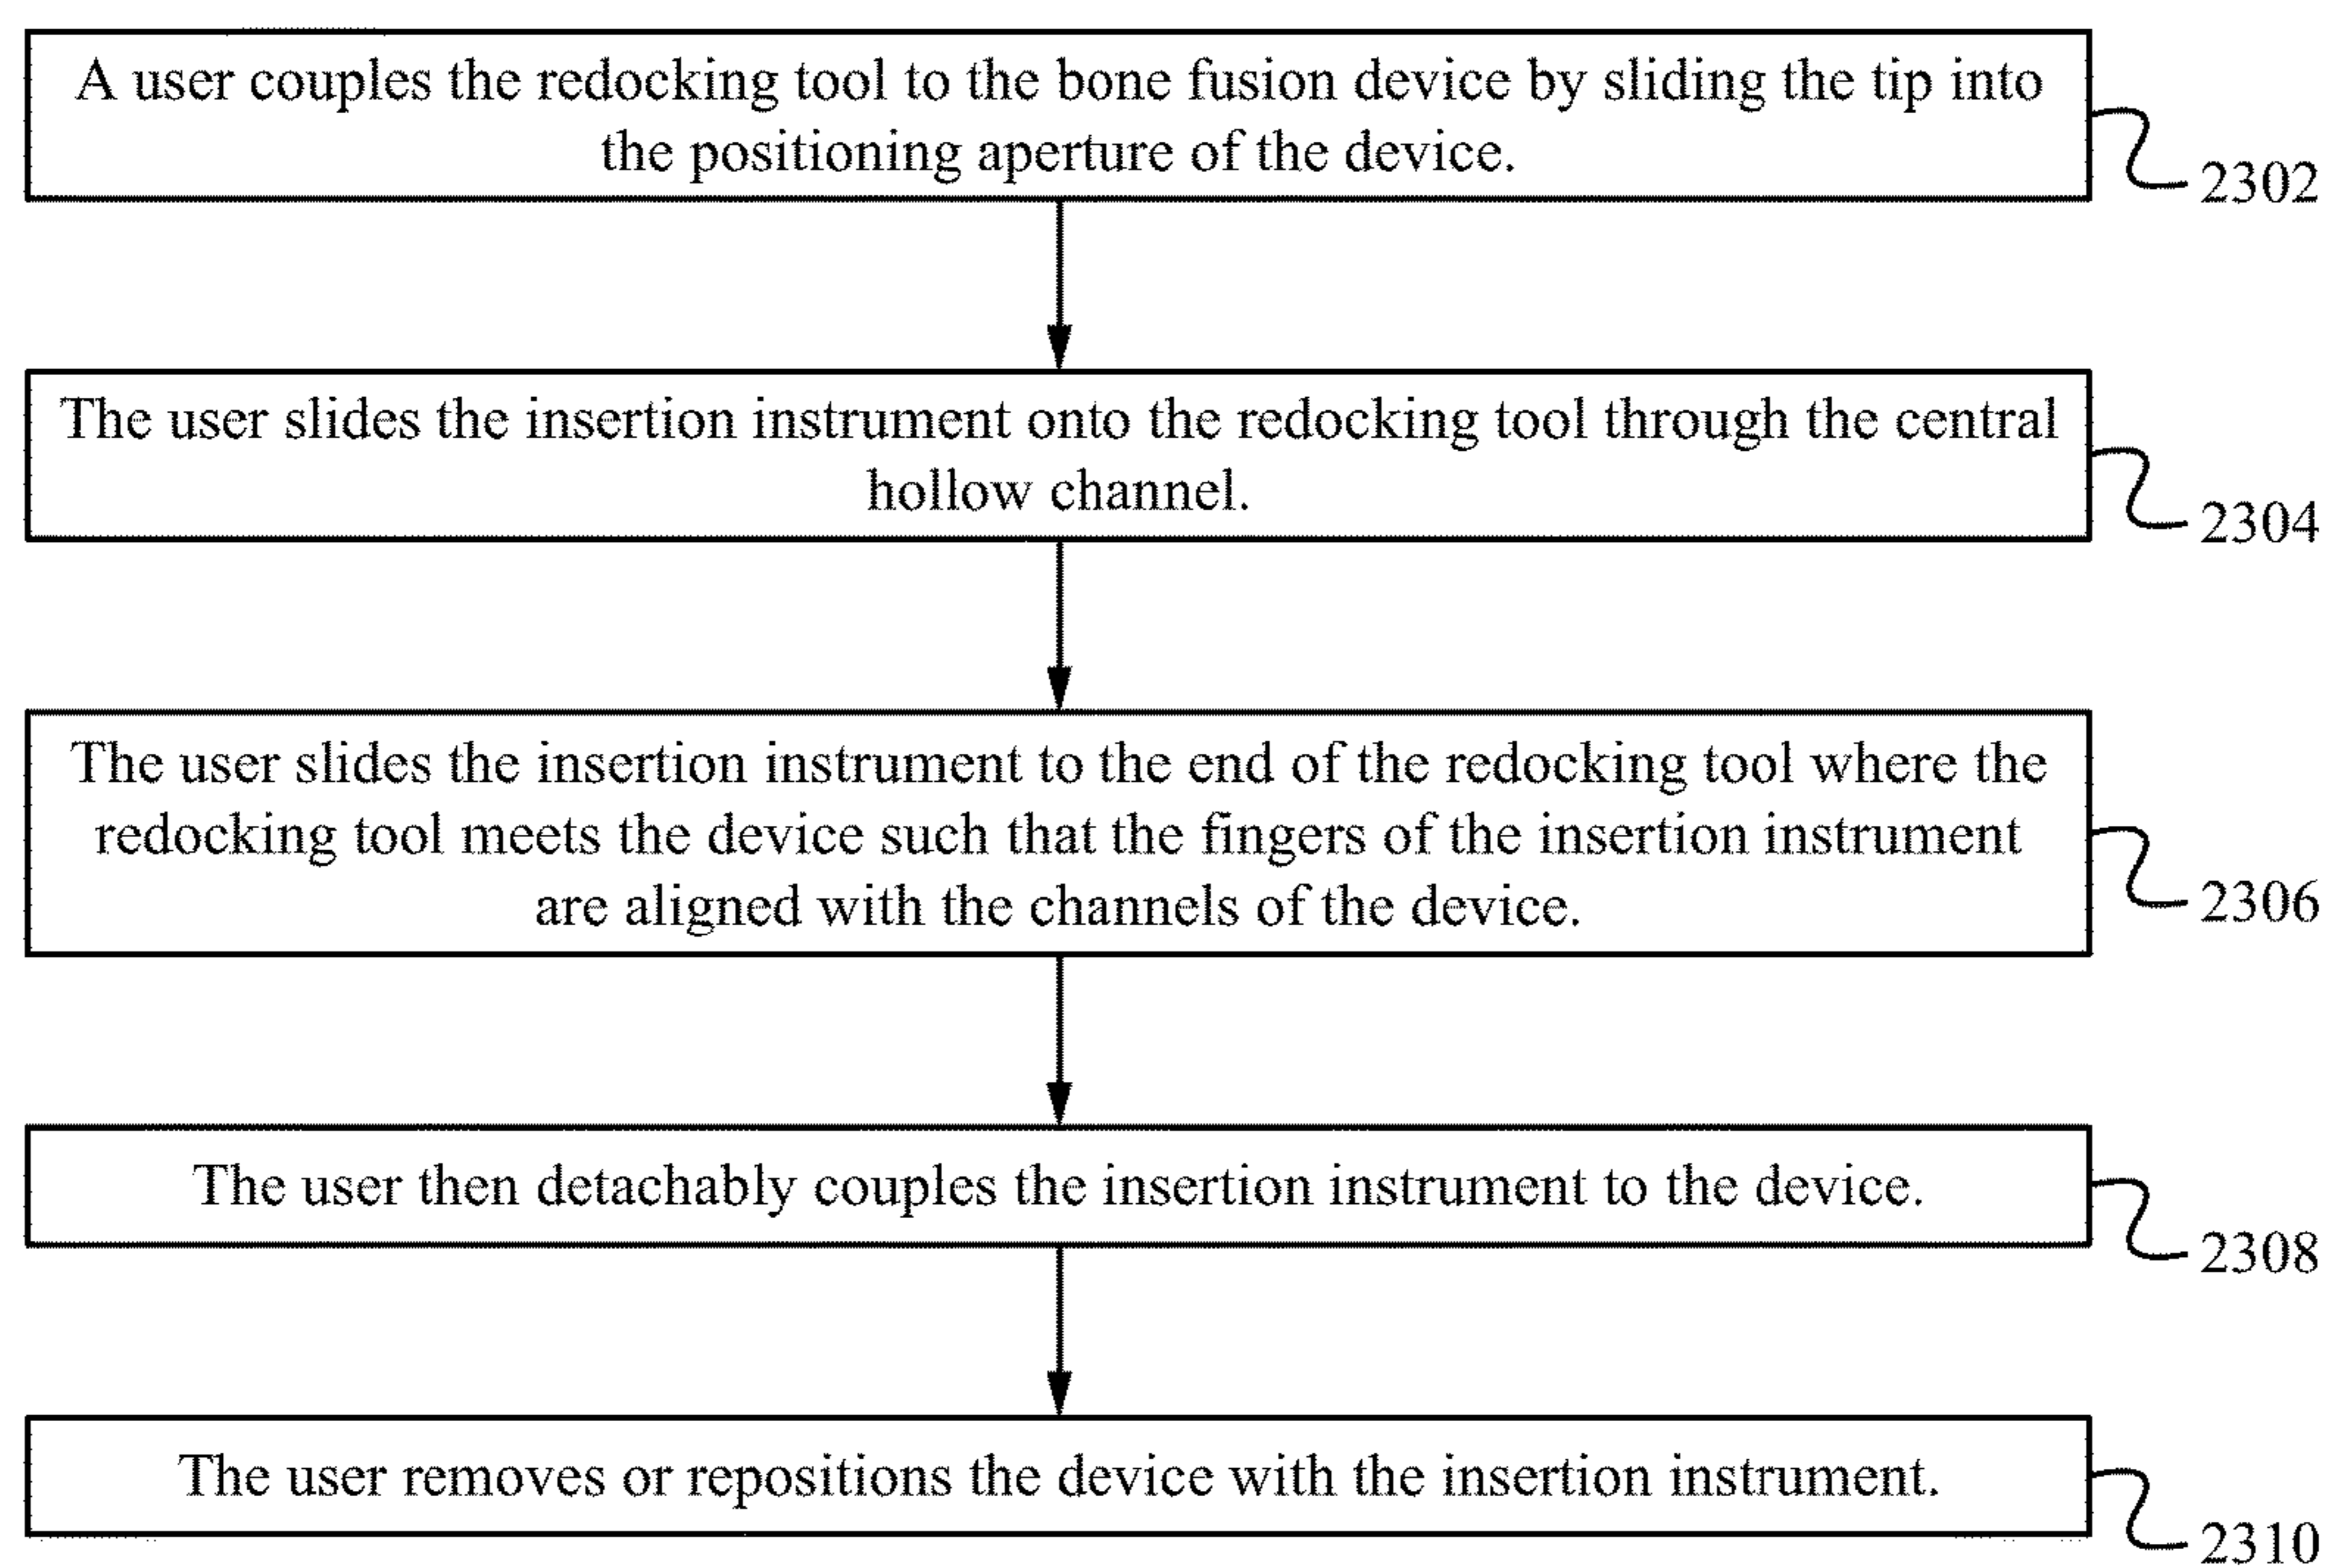 A user couples the redocking tool to the bone fusion device by sliding the tip into
the positioning aperture of the device.
2302
The user slides the insertion instrument onto the redocking tool through the central
hollow channel.
2304
The user slides the insertion instrument to the end of the redocking tool where the
redocking tool meets the device such that the fingers of the insertion instrument
are aligned with the channels of the device.
2306
The user then detachably couples the insertion instrument to the device.
2308
The user removes or repositions the device with the insertion instrument.
2310